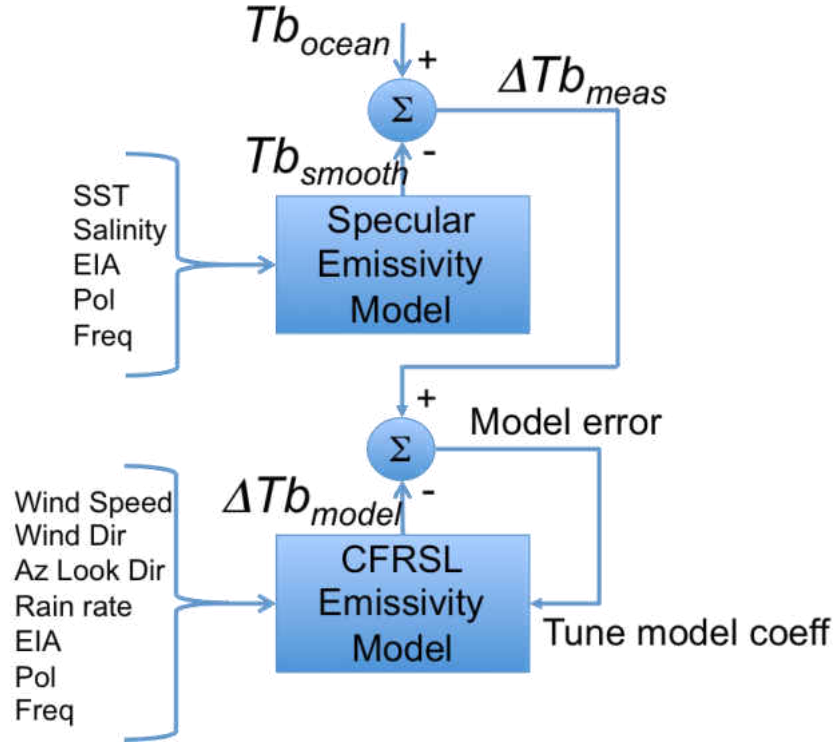 Tb_ocean
+
Σ
ΔTb_meas
-
Tb_smooth
SST
Salinity
EIA
Pol
Freq
Specular
Emissivity
Model
+
Σ
Model error
-
ΔTb_model
Wind Speed
Wind Dir
Az Look Dir
Rain rate
EIA
Pol
Freq
CFRSL
Emissivity
Model
Tune model coeff